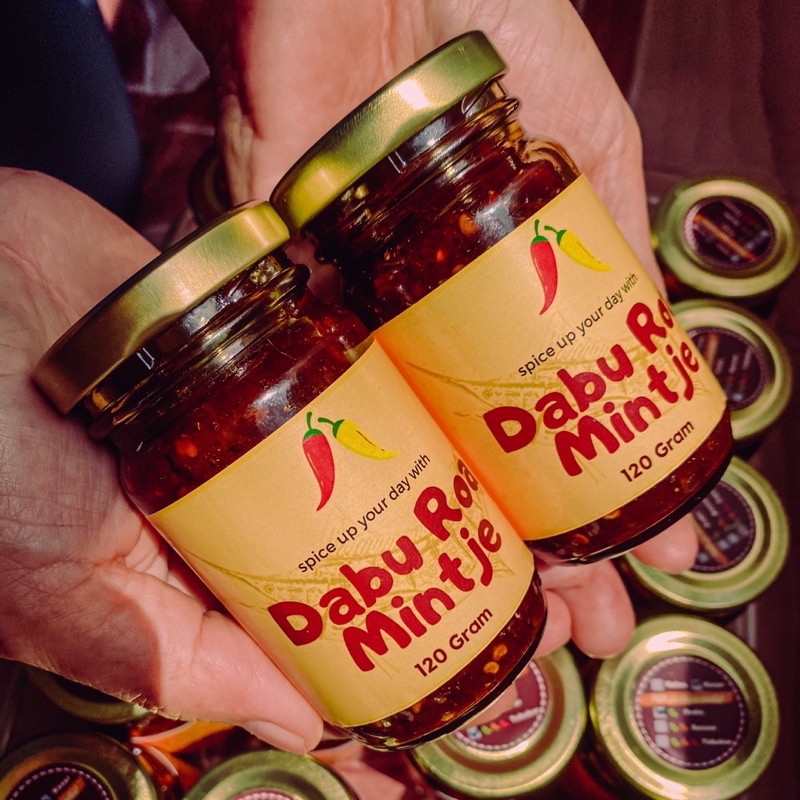 spice up your day with
Dabu Roa
Mintje
120 Gram
spice up your day with
Dabu Ro
Mintje
120 Gram